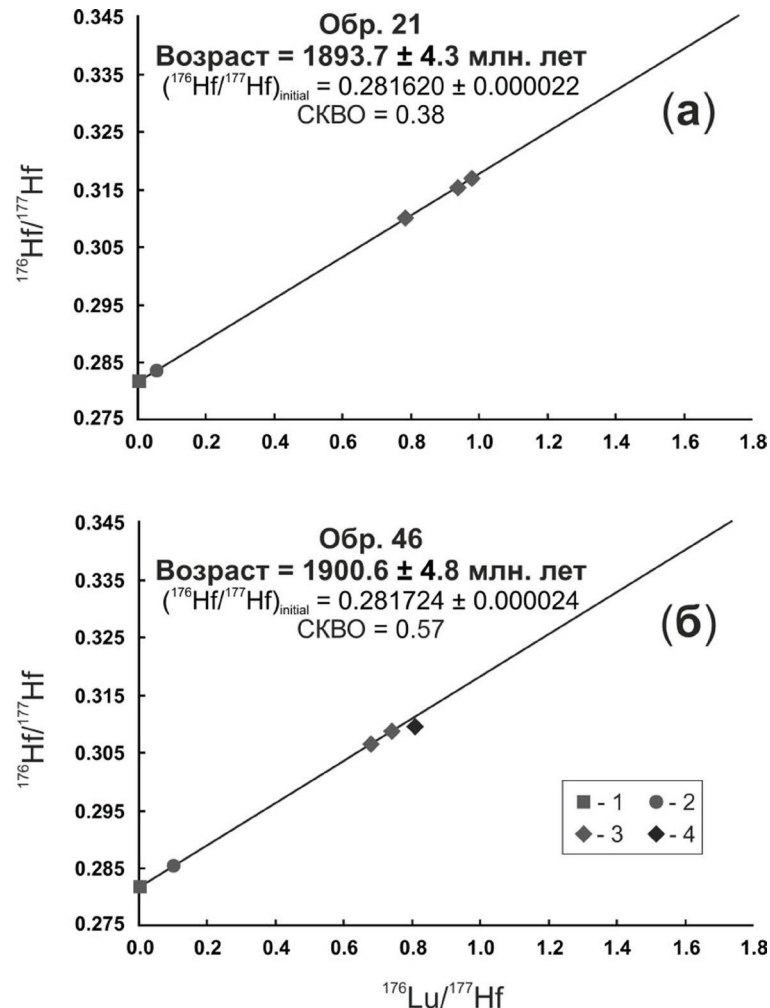 Обр. 21
Возраст = 1893.7 ± 4.3 млн. лет
(¹⁷⁶Hf/¹⁷⁷Hf)initial = 0.281620 ± 0.000022
СКВО = 0.38
(а)
¹⁷⁶Hf/¹⁷⁷Hf
0.345
0.335
0.325
0.315
0.305
0.295
0.285
0.275
0.0 0.2 0.4 0.6 0.8 1.0 1.2 1.4 1.6 1.8
Обр. 46
Возраст = 1900.6 ± 4.8 млн. лет
(¹⁷⁶Hf/¹⁷⁷Hf)initial = 0.281724 ± 0.000024
СКВО = 0.57
(б)
¹⁷⁶Hf/¹⁷⁷Hf
0.345
0.335
0.325
0.315
0.305
0.295
0.285
0.275
- 1 - 2
- 3 - 4
0.0 0.2 0.4 0.6 0.8 1.0 1.2 1.4 1.6 1.8
¹⁷⁶Lu/¹⁷⁷Hf